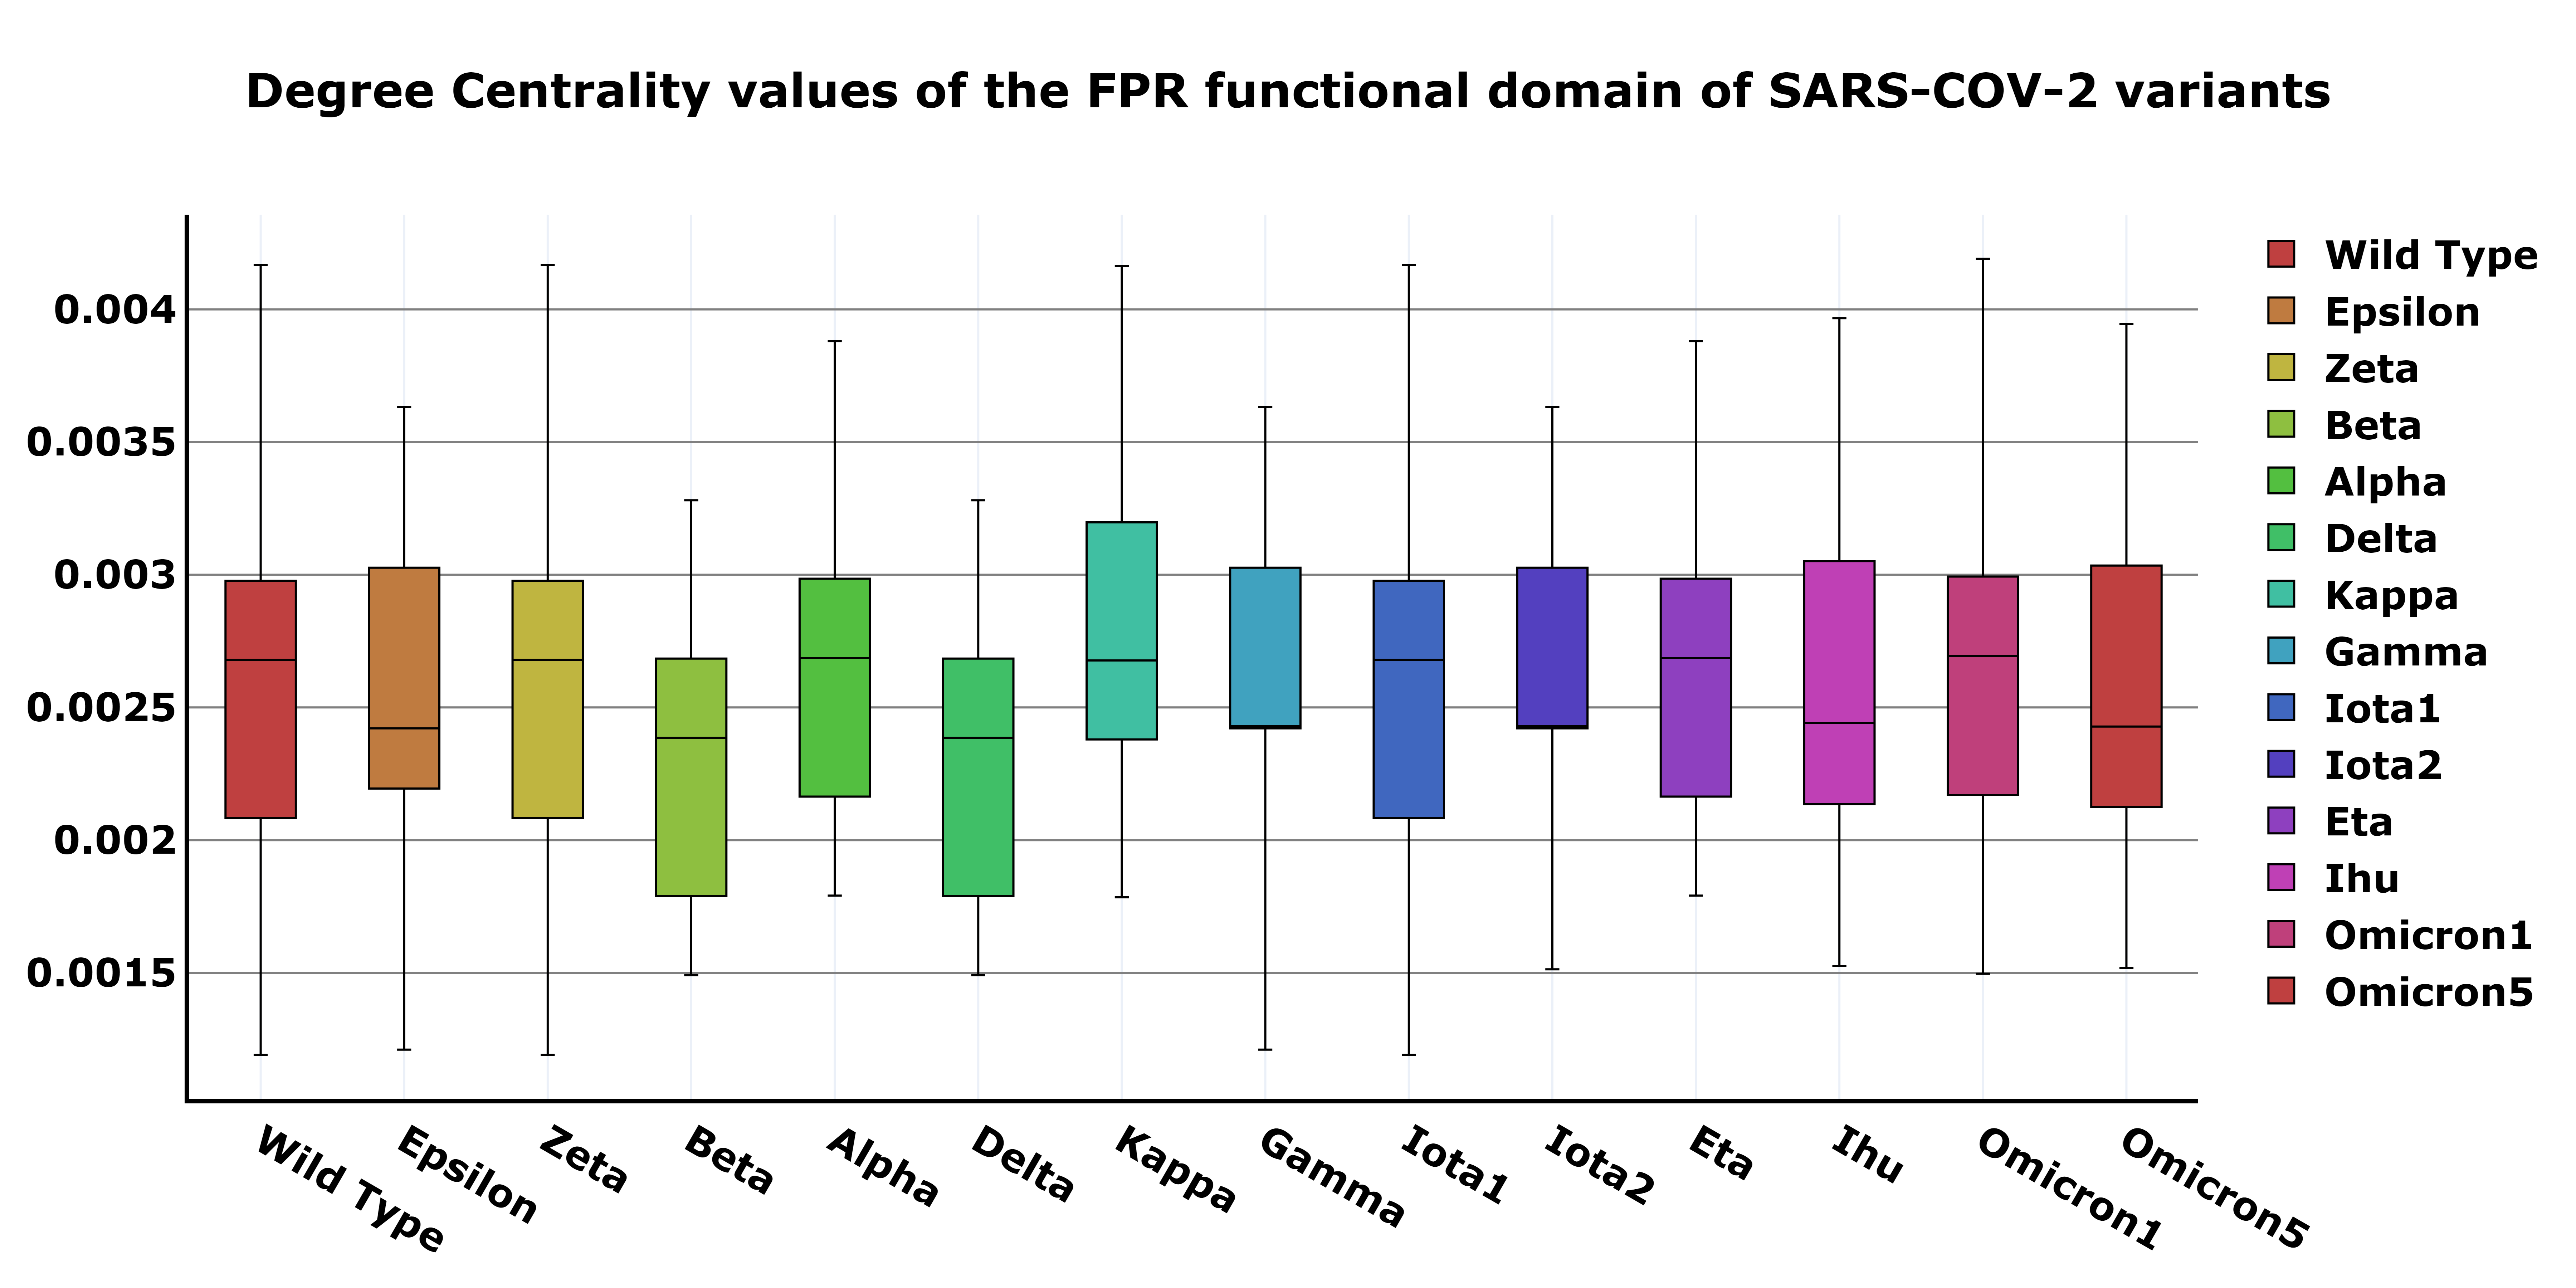 Degree Centrality values of the FPR functional domain of SARS-COV-2 variants
0.004
0.0035
0.003
0.0025
0.002
0.0015
Wild Type
Epsilon
Zeta
Beta
Alpha
Delta
Kappa
Gamma
Iota1
Iota2
Eta
Ihu
Omicron1
Omicron5
Wild Type
Epsilon
Zeta
Beta
Alpha
Delta
Kappa
Gamma
Iota1
Iota2
Eta
Ihu
Omicron1
Omicron5